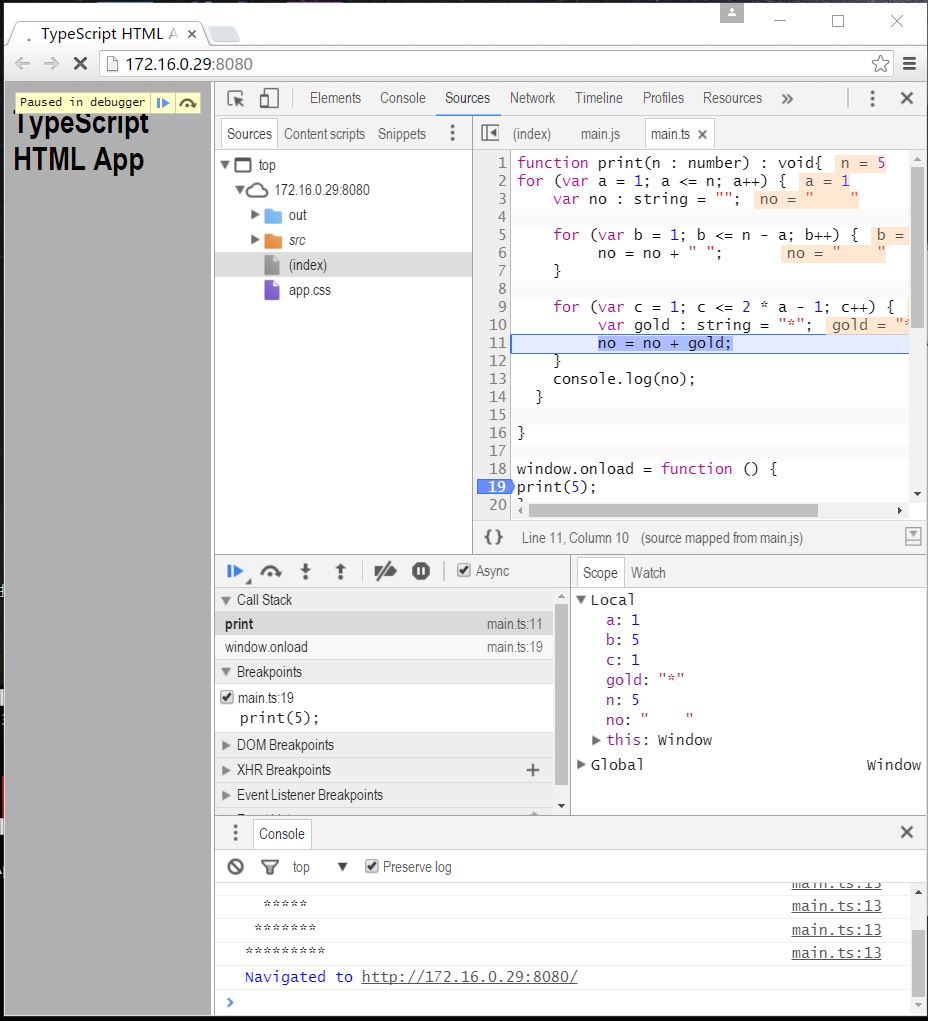 TypeScript HTML A
172.16.0.29:8080
Paused in debugger
TypeScript
HTML App
Elements Console Sources Network Timeline Profiles Resources »
Sources Content scripts Snippets
(index) main.js main.ts
top
172.16.0.29:8080
out
src
(index)
app.css
1 function print(n : number) : void{ n = 5
2 for (var a = 1; a <= n; a++) { a = 1
3 var no : string = ""; no = "    "
4
5 for (var b = 1; b <= n - a; b++) { b =
6 no = no + " "; no = "    "
7 }
8
9 for (var c = 1; c <= 2 * a - 1; c++) {
10 var gold : string = "*"; gold = "*
11 no = no + gold;
12 }
13 console.log(no);
14 }
15
16 }
17
18 window.onload = function () {
19 print(5);
20 }
{} Line 11, Column 10 (source mapped from main.js)
Async
Scope Watch
Call Stack
print main.ts:11
window.onload main.ts:19
Breakpoints
main.ts:19
print(5);
DOM Breakpoints
XHR Breakpoints +
Event Listener Breakpoints
Local
a: 1
b: 5
c: 1
gold: "*"
n: 5
no: "    "
this: Window
Global Window
Console
top Preserve log
main.ts:13
***** main.ts:13
******* main.ts:13
********* main.ts:13
Navigated to http://172.16.0.29:8080/
>